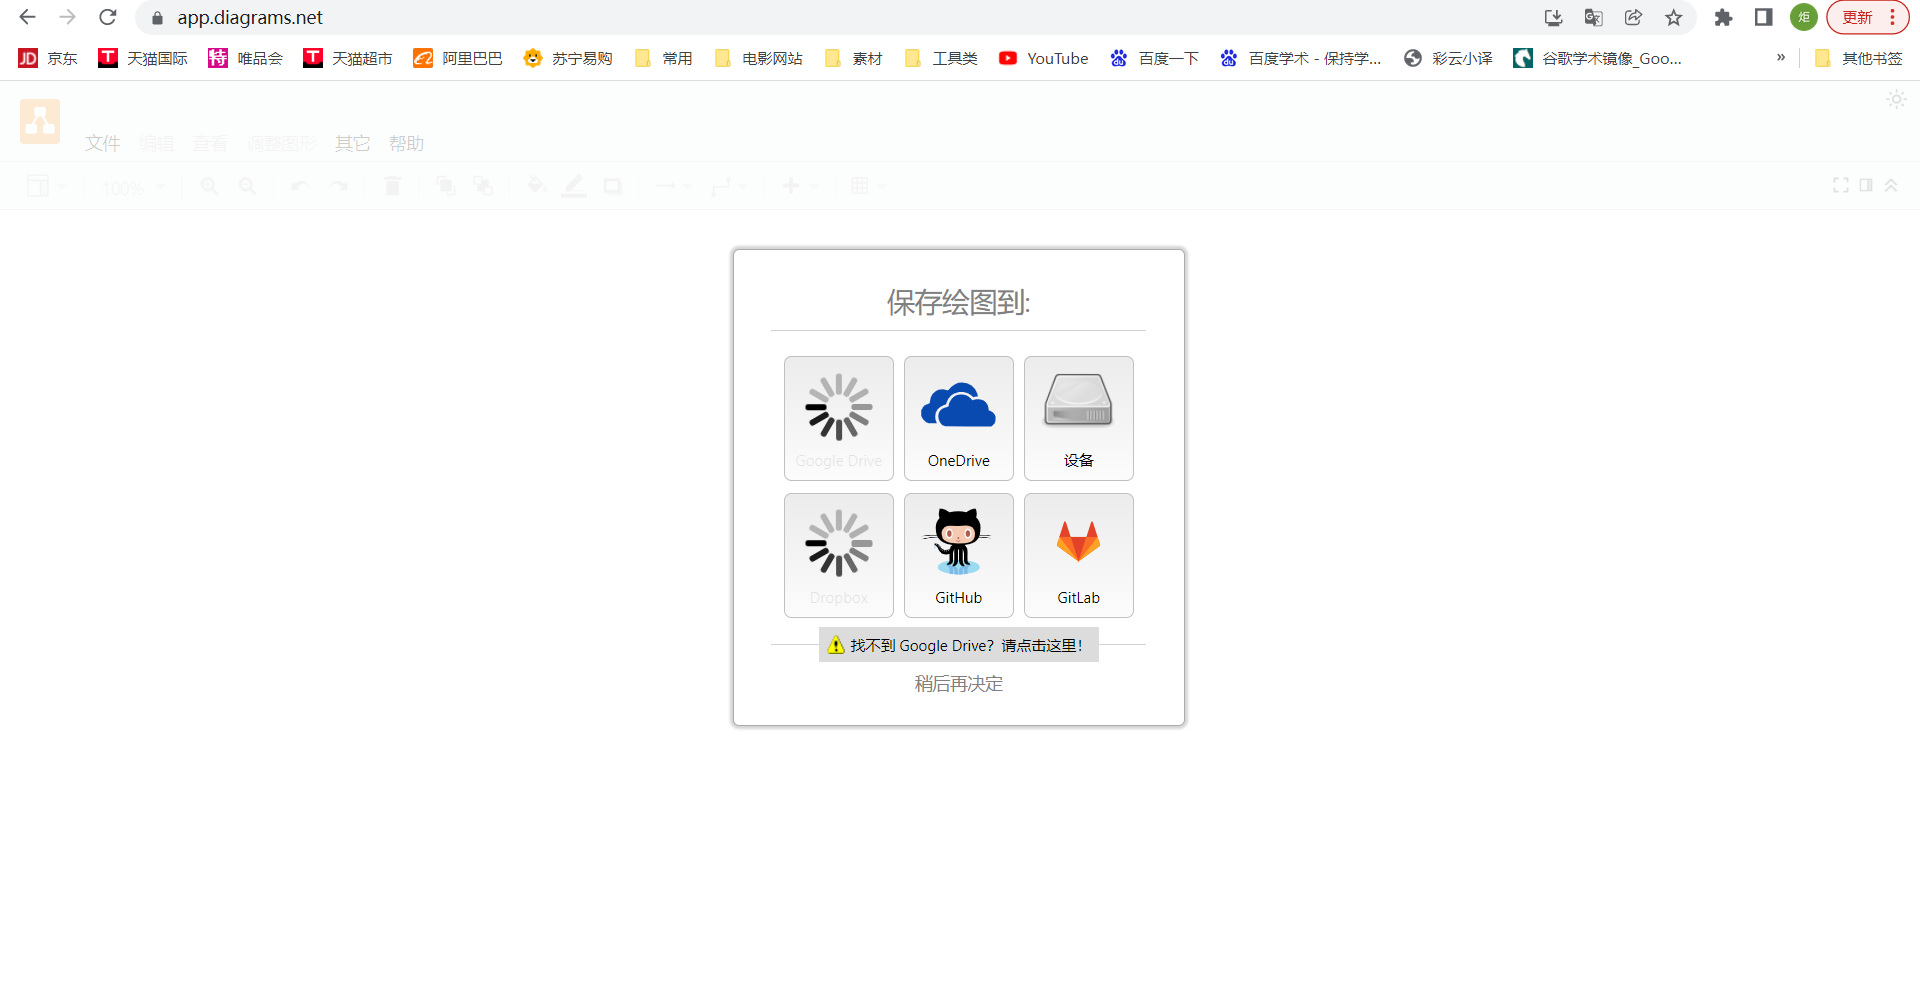 app.diagrams.net
炬
更新
JD 京东
T 天猫国际
特 唯品会
T 天猫超市
阿里巴巴
苏宁易购
常用
电影网站
素材
工具类
YouTube
百度一下
百度学术 - 保持学...
彩云小译
谷歌学术镜像_Goo...
»
其他书签
文件 编辑 查看 调整图形 其它 帮助
100%
保存绘图到:
Google Drive
OneDrive
设备
Dropbox
GitHub
GitLab
找不到 Google Drive？请点击这里！
稍后再决定